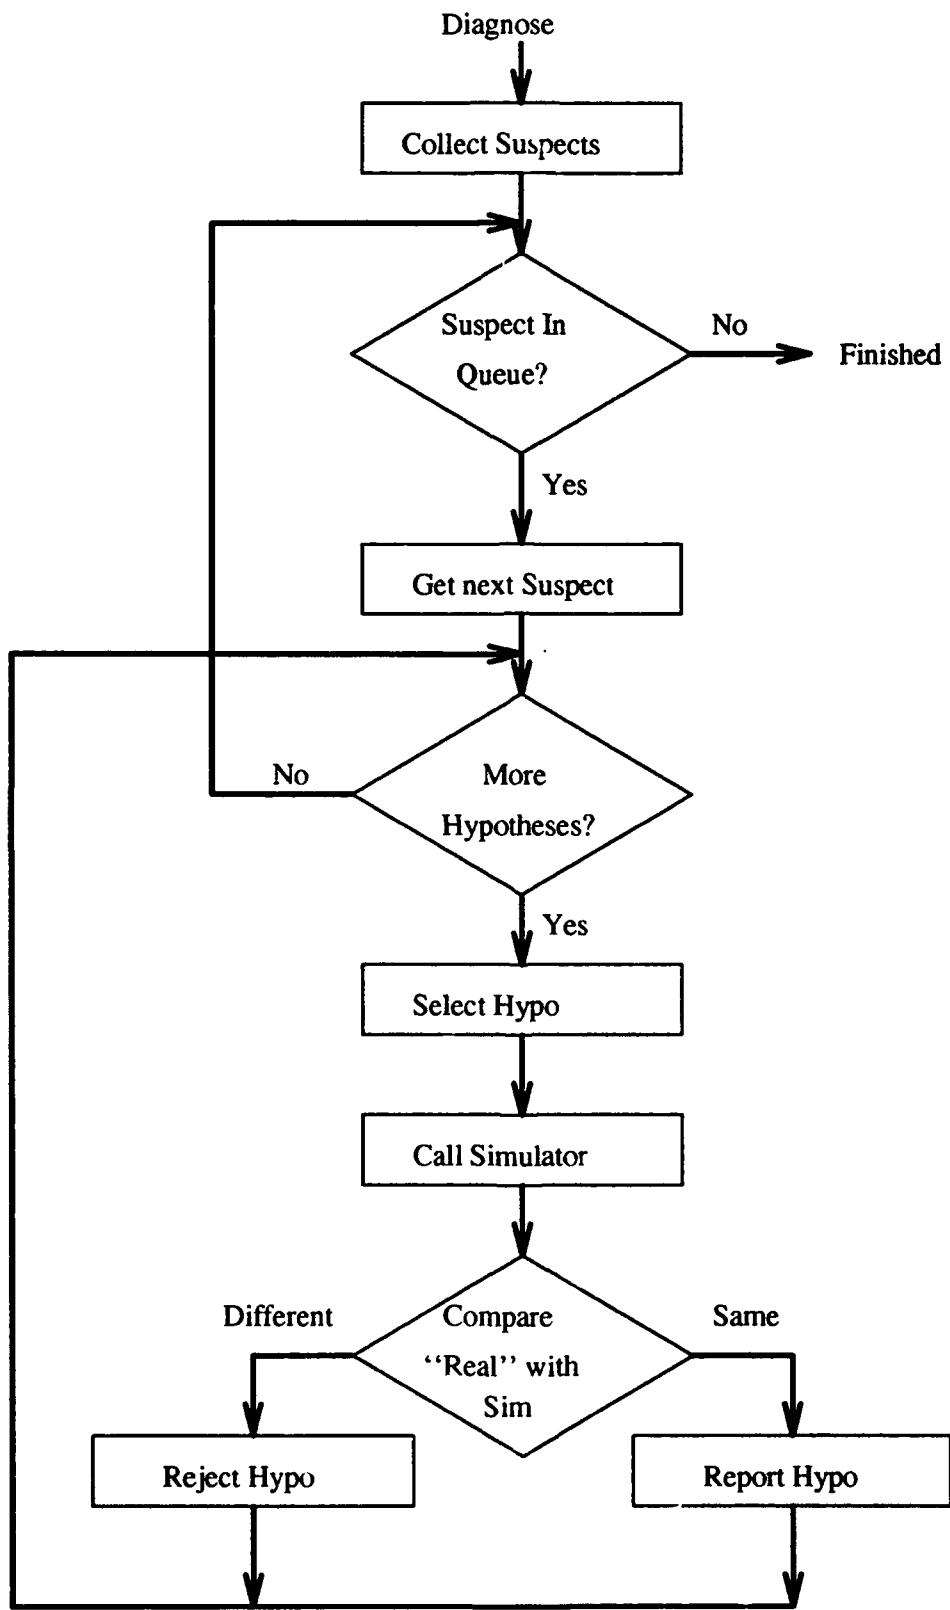 Diagnose
Collect Suspects
Suspect In
Queue?
No
Finished
Yes
Get next Suspect
No
More
Hypotheses?
Yes
Select Hypo
Call Simulator
Different
Compare
“Real” with
Sim
Same
Reject Hypo
Report Hypo